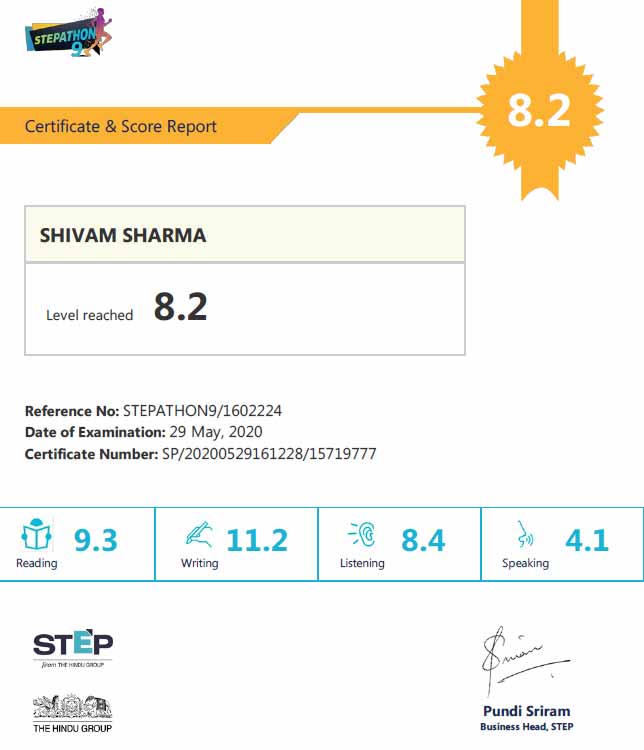 STEPATHON
9
8.2
Certificate & Score Report
SHIVAM SHARMA
Level reached 8.2
Reference No: STEPATHON9/1602224
Date of Examination: 29 May, 2020
Certificate Number: SP/20200529161228/15719777
9.3
Reading
11.2
Writing
8.4
Listening
4.1
Speaking
STEP
from THE HINDU GROUP
THE HINDU GROUP
Pundi Sriram
Business Head, STEP